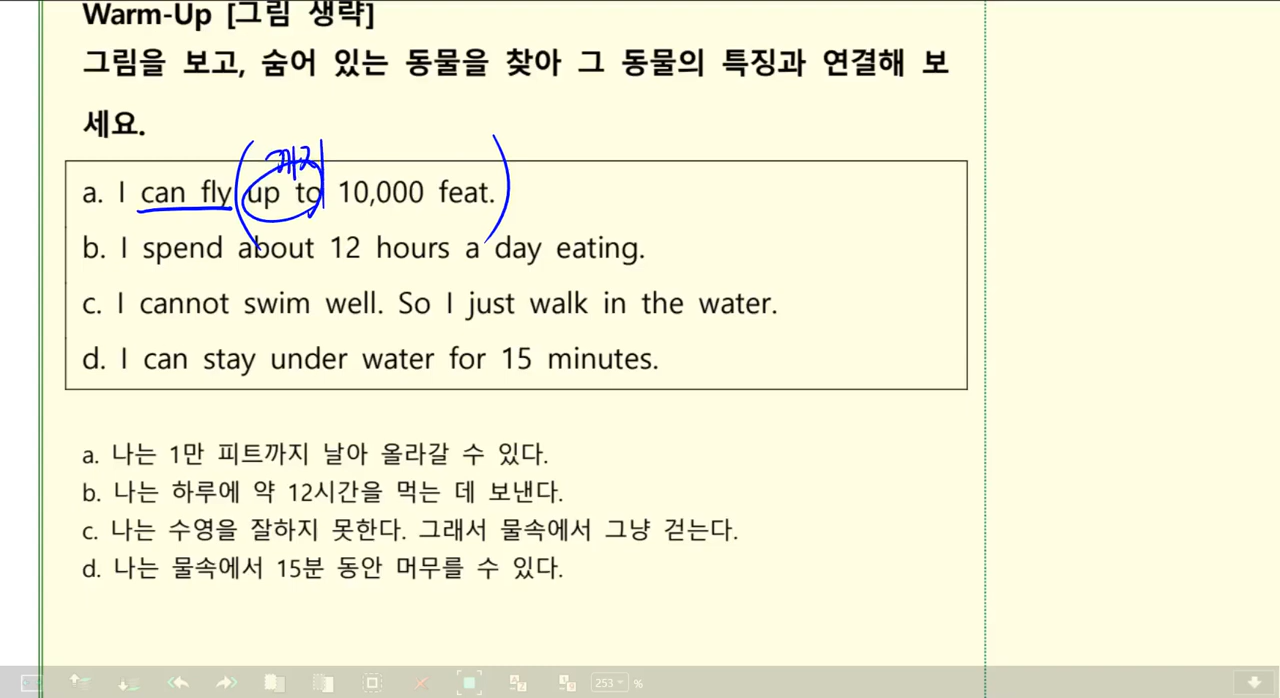 Warm-Up [그림 생략]
그림을 보고, 숨어 있는 동물을 찾아 그 동물의 특징과 연결해 보
세요.
까지
a. I can fly up to 10,000 feat.
b. I spend about 12 hours a day eating.
c. I cannot swim well. So I just walk in the water.
d. I can stay under water for 15 minutes.
a. 나는 1만 피트까지 날아 올라갈 수 있다.
b. 나는 하루에 약 12시간을 먹는 데 보낸다.
c. 나는 수영을 잘하지 못한다. 그래서 물속에서 그냥 걷는다.
d. 나는 물속에서 15분 동안 머무를 수 있다.
253 %